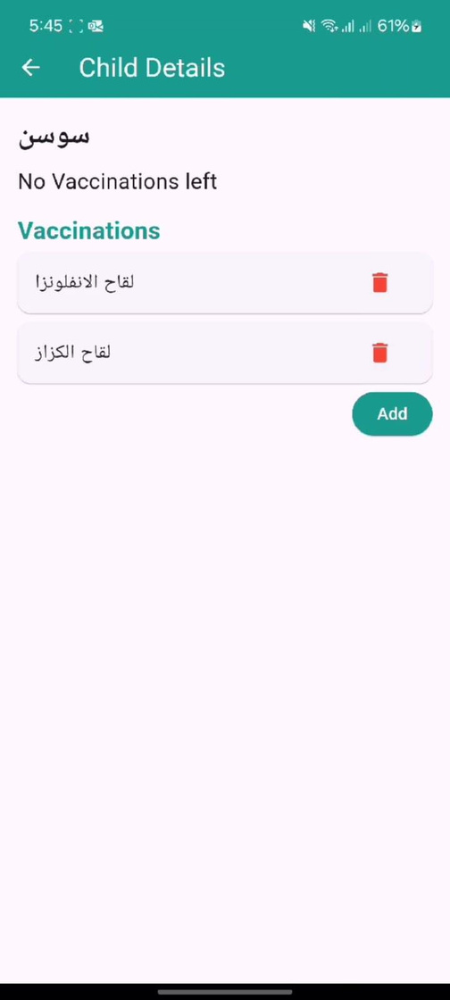 5:45
61%
Child Details
سوسن
No Vaccinations left
Vaccinations
لقاح الانفلونزا
لقاح الكزاز
Add